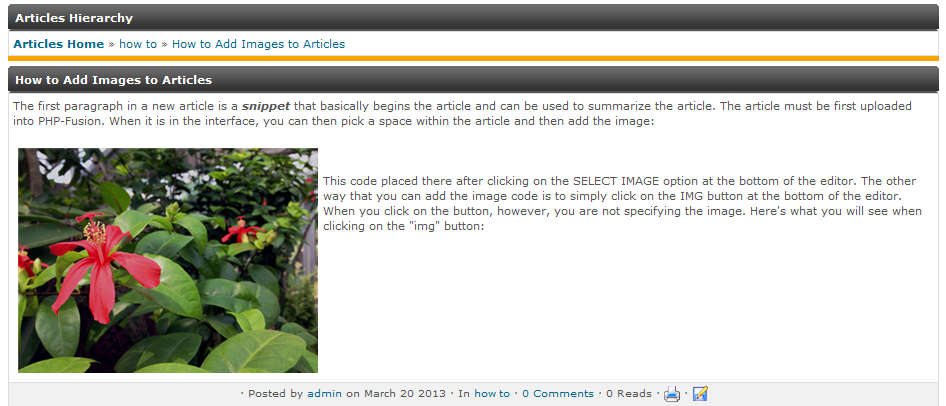 Articles Hierarchy
Articles Home » how to » How to Add Images to Articles
How to Add Images to Articles
The first paragraph in a new article is a snippet that basically begins the article and can be used to summarize the article. The article must be first uploaded
into PHP-Fusion. When it is in the interface, you can then pick a space within the article and then add the image:
This code placed there after clicking on the SELECT IMAGE option at the bottom of the editor. The other
way that you can add the image code is to simply click on the IMG button at the bottom of the editor.
When you click on the button, however, you are not specifying the image. Here's what you will see when
clicking on the "img" button:
· Posted by admin on March 20 2013 · In how to · 0 Comments · 0 Reads · ·